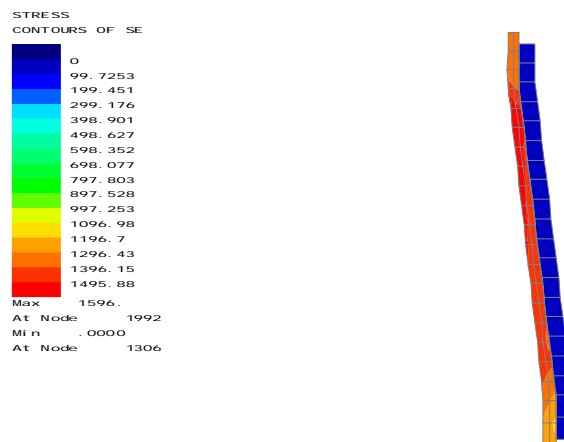 STRESS
CONTOURS OF SE
0
99.7253
199.451
299.176
398.901
498.627
598.352
698.077
797.803
897.528
997.253
1096.98
1196.7
1296.43
1396.15
1495.88
Max 1596.
At Node 1992
Min .0000
At Node 1306